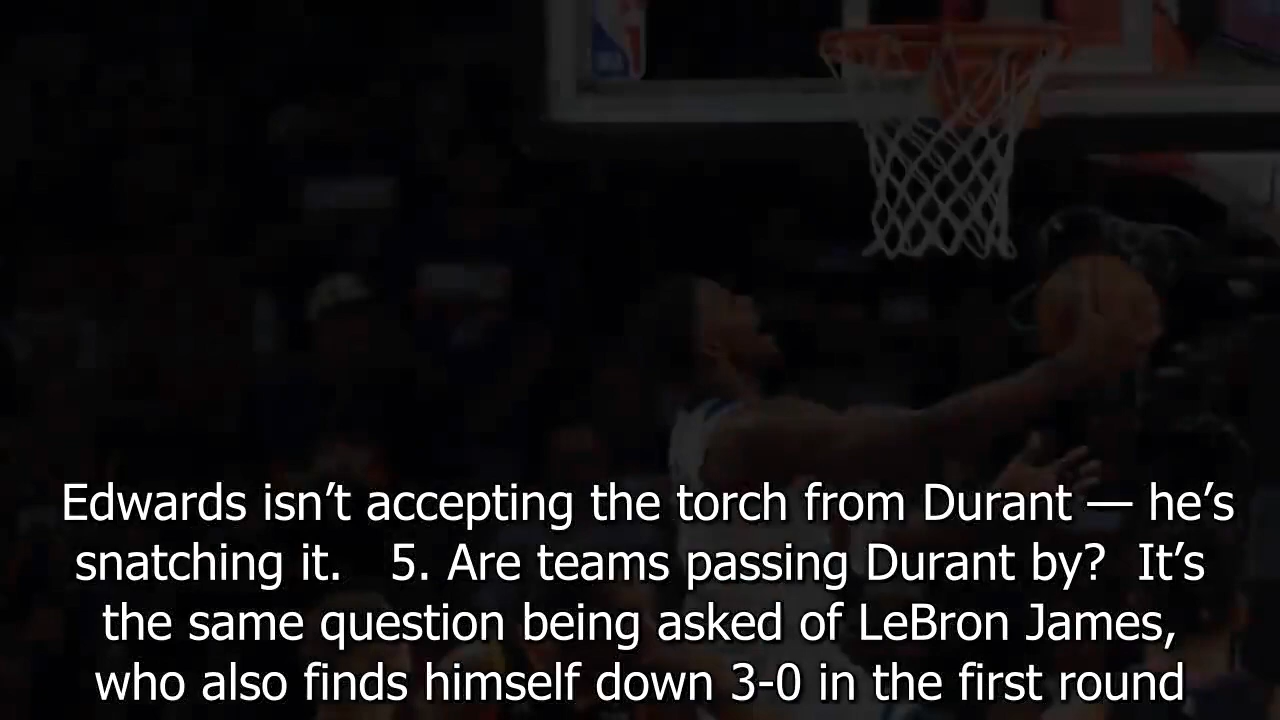 Edwards isn’t accepting the torch from Durant — he’s
snatching it.   5. Are teams passing Durant by?  It’s
the same question being asked of LeBron James,
who also finds himself down 3-0 in the first round